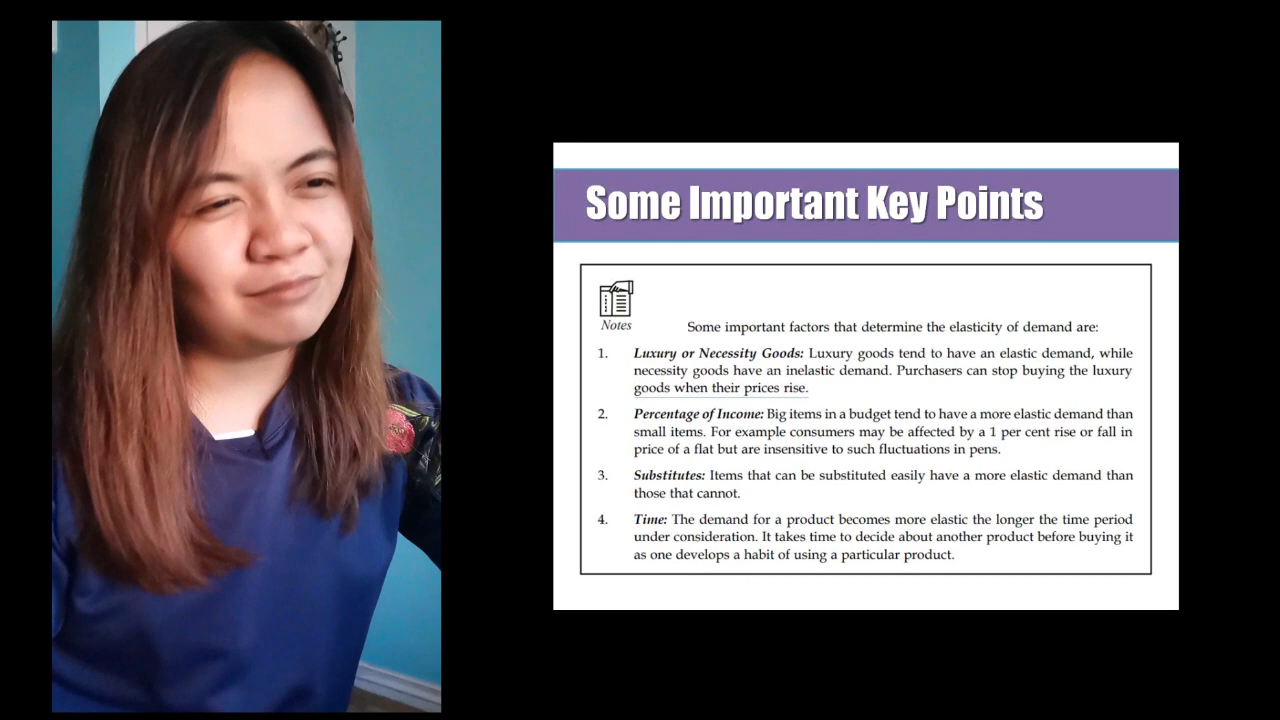 Some Important Key Points
Notes
Some important factors that determine the elasticity of demand are:
1. Luxury or Necessity Goods: Luxury goods tend to have an elastic demand, while
necessity goods have an inelastic demand. Purchasers can stop buying the luxury
goods when their prices rise.
2. Percentage of Income: Big items in a budget tend to have a more elastic demand than
small items. For example consumers may be affected by a 1 per cent rise or fall in
price of a flat but are insensitive to such fluctuations in pens.
3. Substitutes: Items that can be substituted easily have a more elastic demand than
those that cannot.
4. Time: The demand for a product becomes more elastic the longer the time period
under consideration. It takes time to decide about another product before buying it
as one develops a habit of using a particular product.